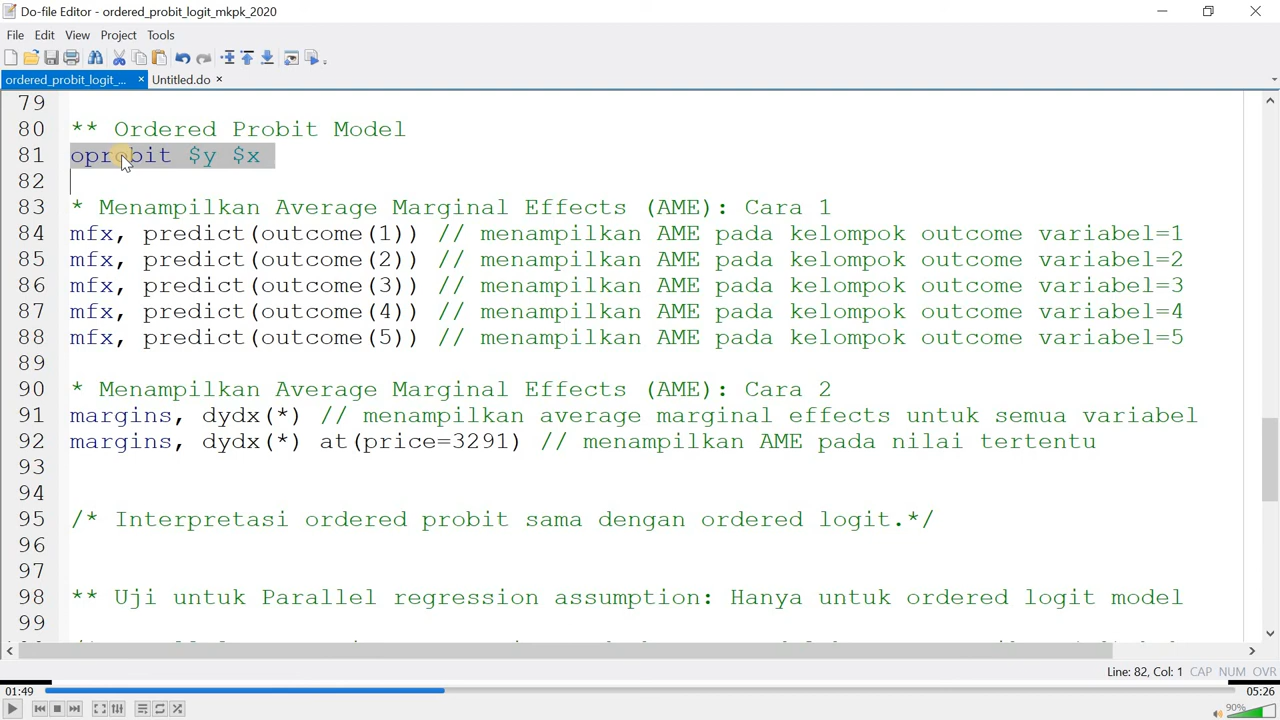 Do-file Editor - ordered_probit_logit_mkpk_2020
File Edit View Project Tools
ordered_probit_logit_... × Untitled.do ×
79
80 ** Ordered Probit Model
81 oprobit $y $x
82
83 * Menampilkan Average Marginal Effects (AME): Cara 1
84 mfx, predict(outcome(1)) // menampilkan AME pada kelompok outcome variabel=1
85 mfx, predict(outcome(2)) // menampilkan AME pada kelompok outcome variabel=2
86 mfx, predict(outcome(3)) // menampilkan AME pada kelompok outcome variabel=3
87 mfx, predict(outcome(4)) // menampilkan AME pada kelompok outcome variabel=4
88 mfx, predict(outcome(5)) // menampilkan AME pada kelompok outcome variabel=5
89
90 * Menampilkan Average Marginal Effects (AME): Cara 2
91 margins, dydx(*) // menampilkan average marginal effects untuk semua variabel
92 margins, dydx(*) at(price=3291) // menampilkan AME pada nilai tertentu
93
94
95 /* Interpretasi ordered probit sama dengan ordered logit.*/
96
97
98 ** Uji untuk Parallel regression assumption: Hanya untuk ordered logit model
99
Line: 82, Col: 1 CAP NUM OVR
01:49 05:26
90%